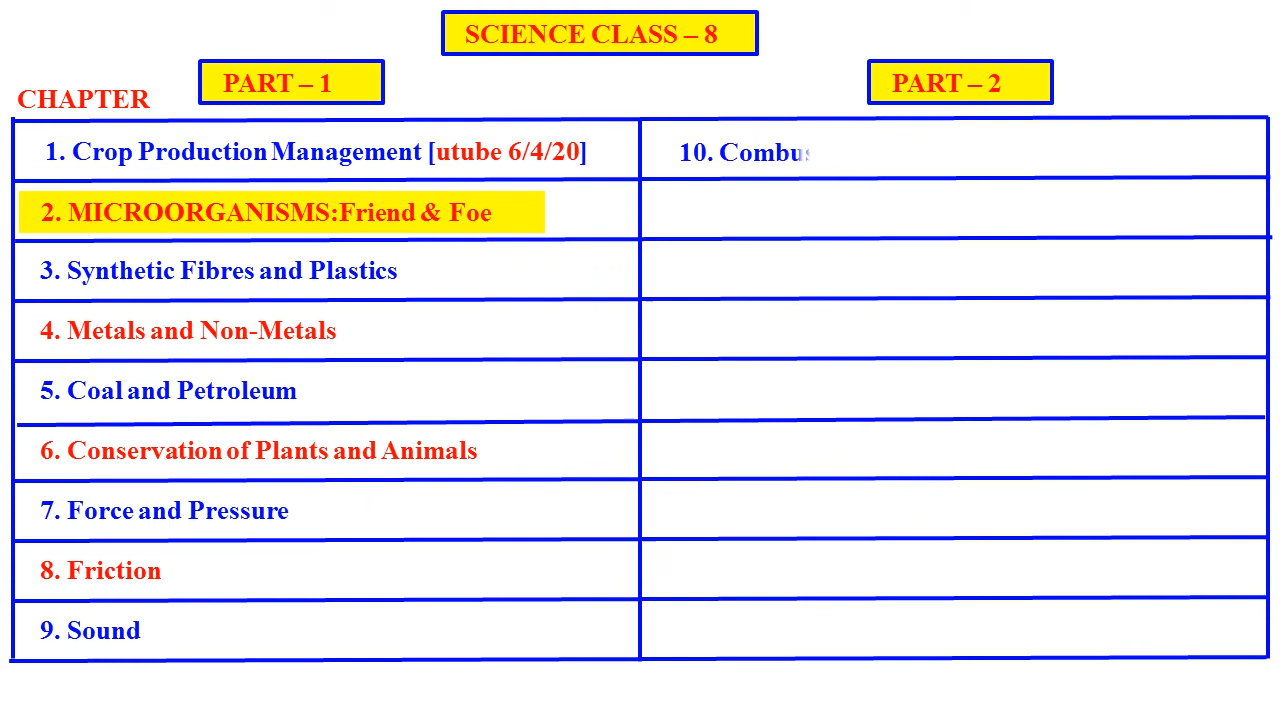 SCIENCE CLASS – 8
PART – 1
PART – 2
CHAPTER
1. Crop Production Management [utube 6/4/20]
10. Combus
2. MICROORGANISMS:Friend & Foe
3. Synthetic Fibres and Plastics
4. Metals and Non-Metals
5. Coal and Petroleum
6. Conservation of Plants and Animals
7. Force and Pressure
8. Friction
9. Sound